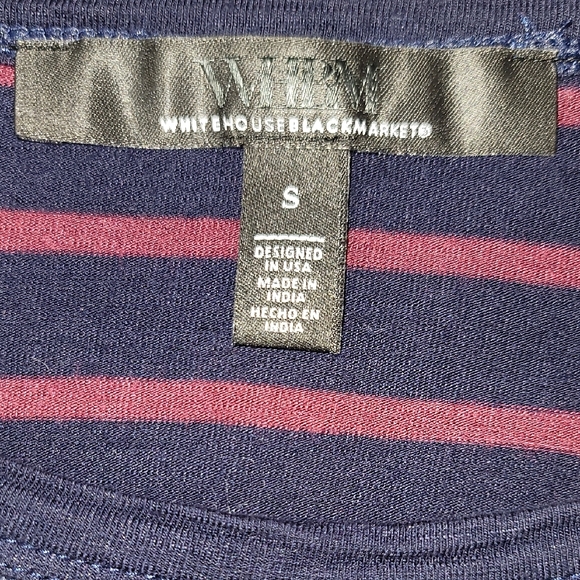 WHBM
WHITEHOUSEBLACKMARKET®
S
DESIGNED
IN USA
MADE IN
INDIA
HECHO EN
INDIA